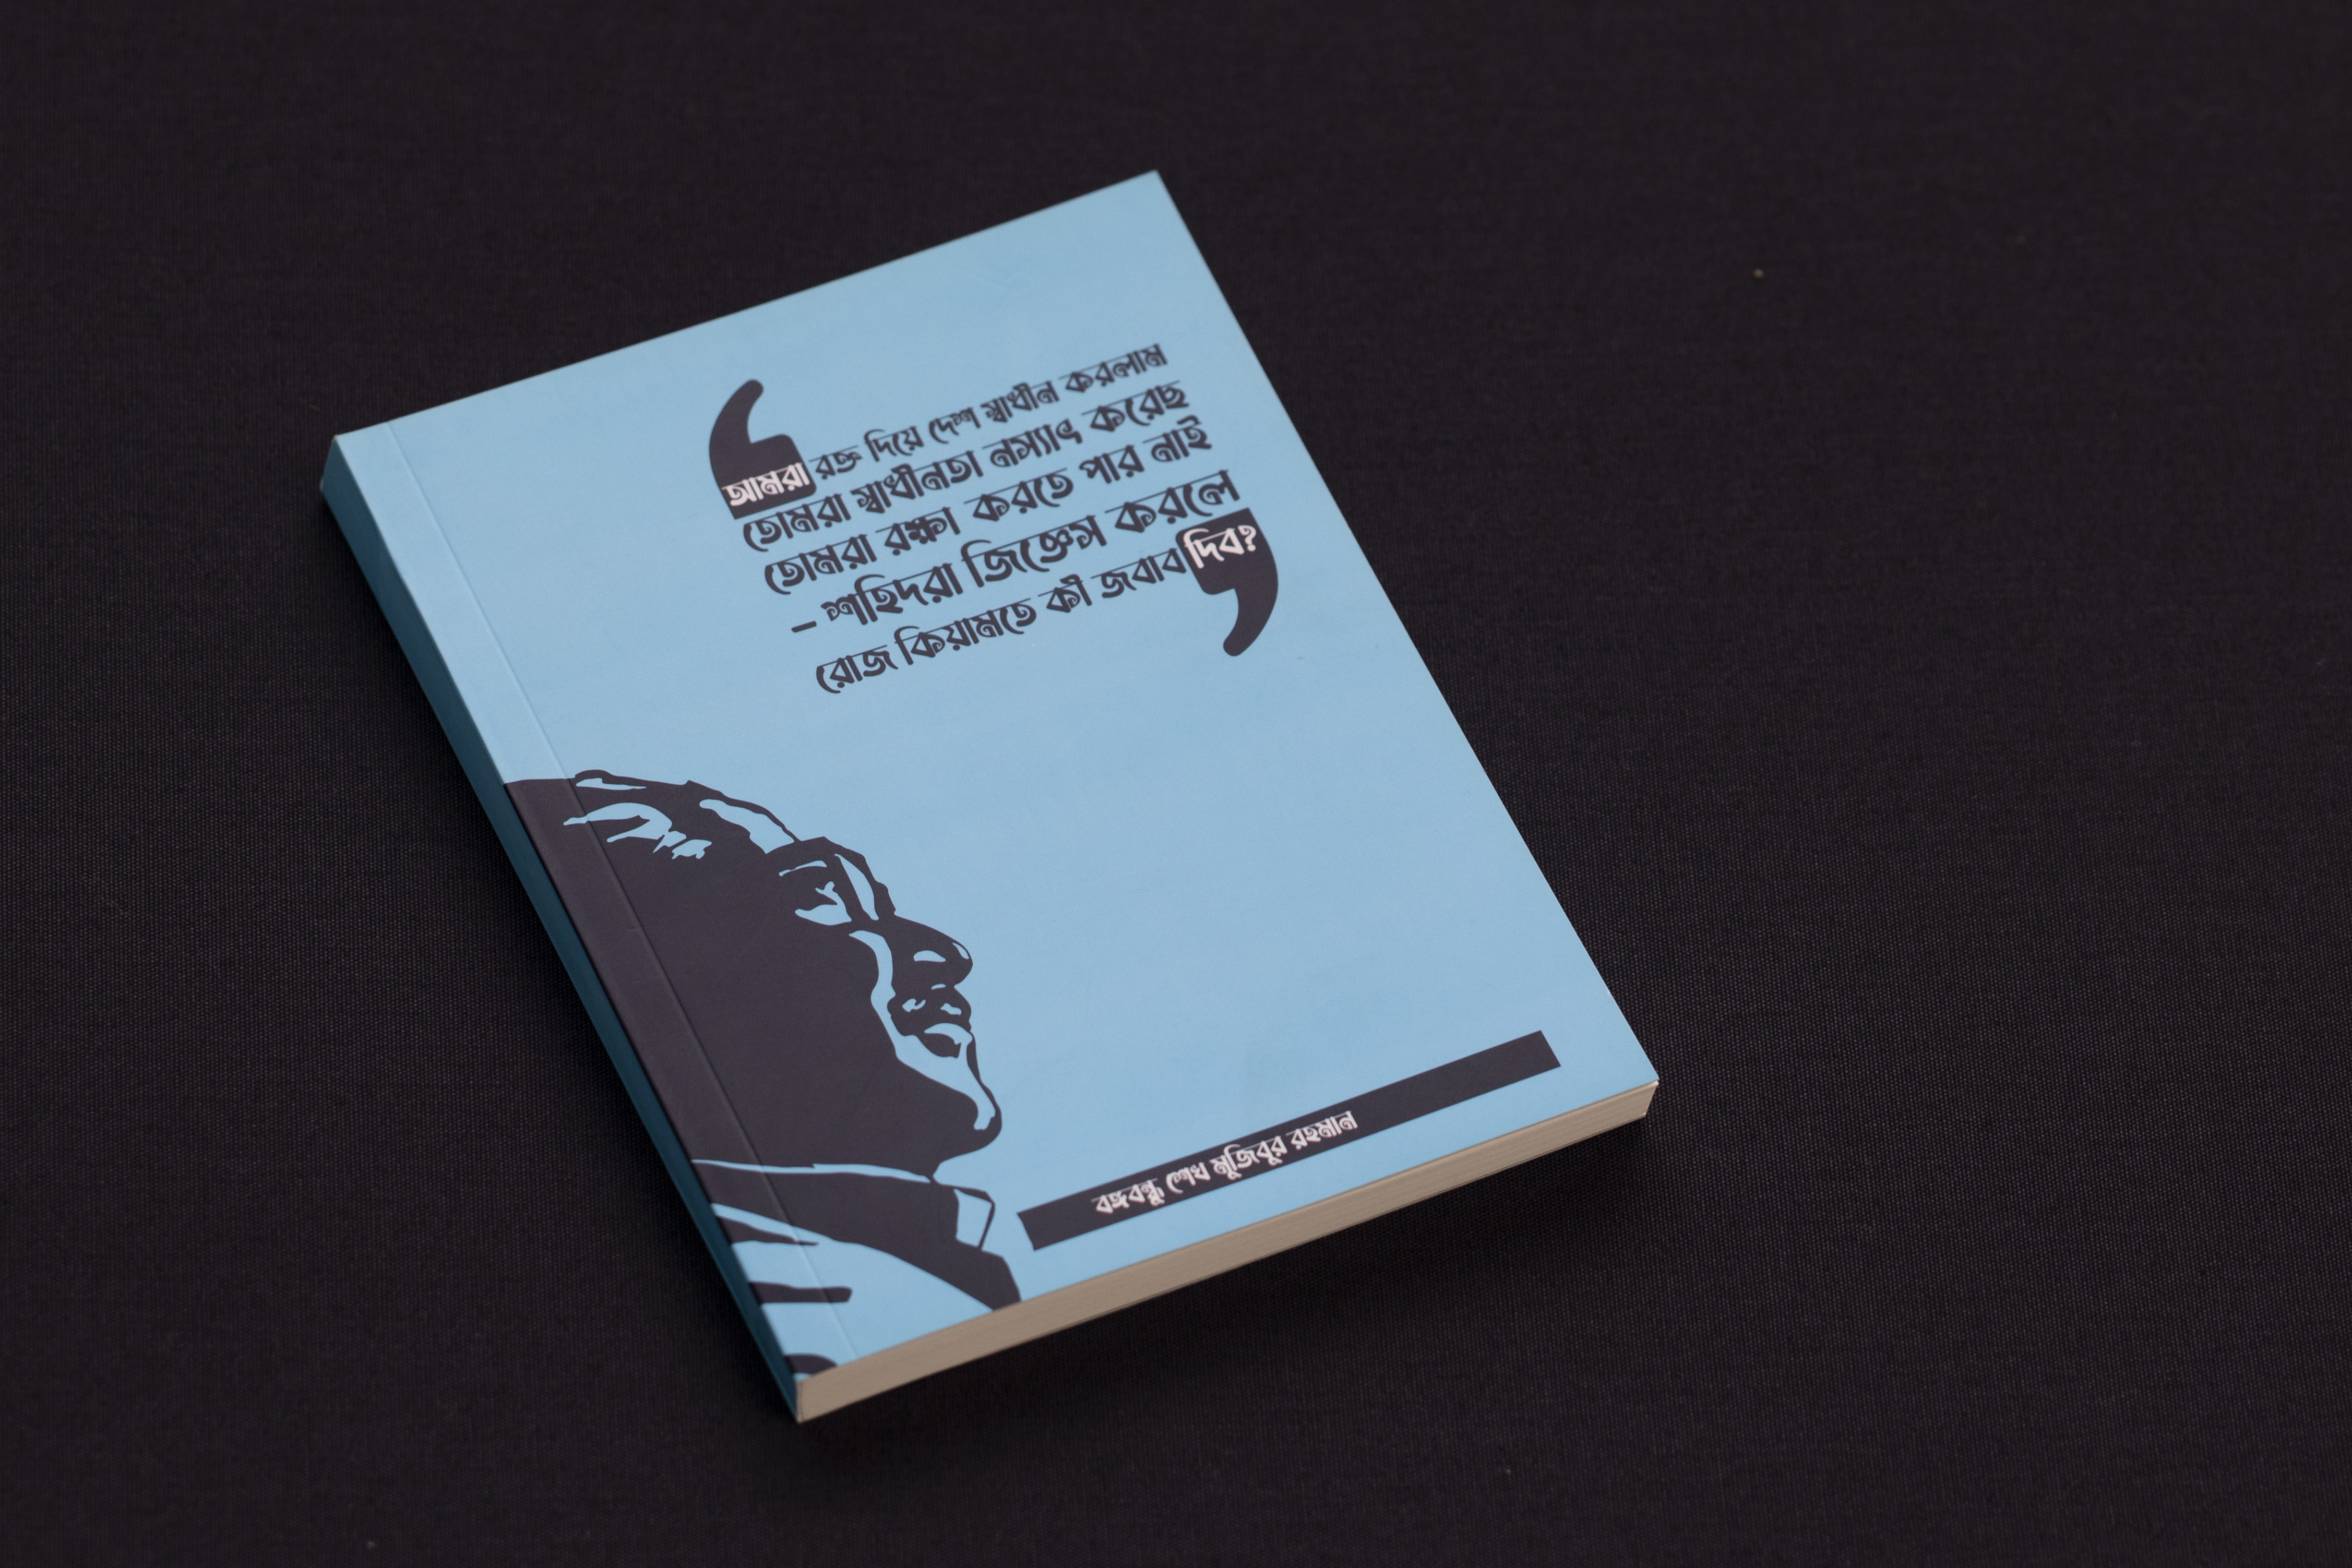 আমরা রক্ত দিয়ে দেশ স্বাধীন করলাম
তোমরা স্বাধীনতা নস্যাৎ করেছ
তোমরা রক্ষা করতে পার নাই
– শহিদরা জিজ্ঞেস করলে
রোজ কিয়ামতে কী জবাব দিব?
বঙ্গবন্ধু শেখ মুজিবুর রহমান